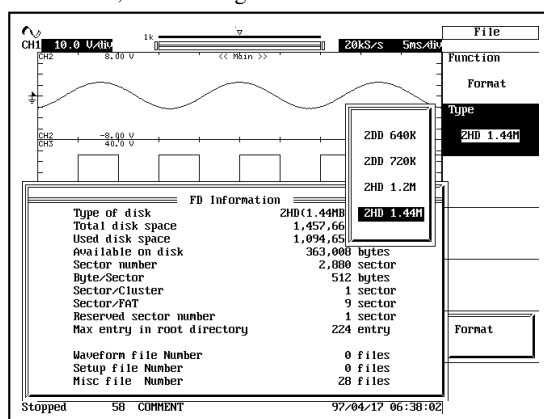 File
CH1 10.0 V/div 1k 20kS/s 5ms/div
CH2 8.00 V << Main >>
Function
Format
Type
2HD 1.44M
CH2 -8.00 V
CH3 40.0 V
2DD 640K
2DD 720K
2HD 1.2M
2HD 1.44M
FD Information
Type of disk 2HD(1.44MB
Total disk space 1,457,66
Used disk space 1,094,65
Available on disk 363,008 bytes
Sector number 2,880 sector
Byte/Sector 512 bytes
Sector/Cluster 1 sector
Sector/FAT 9 sector
Reserved sector number 1 sector
Max entry in root directory 224 entry
Format
Waveform file Number 0 files
Setup file Number 0 files
Misc file Number 28 files
Stopped 58 COMMENT 97/04/17 06:38:02